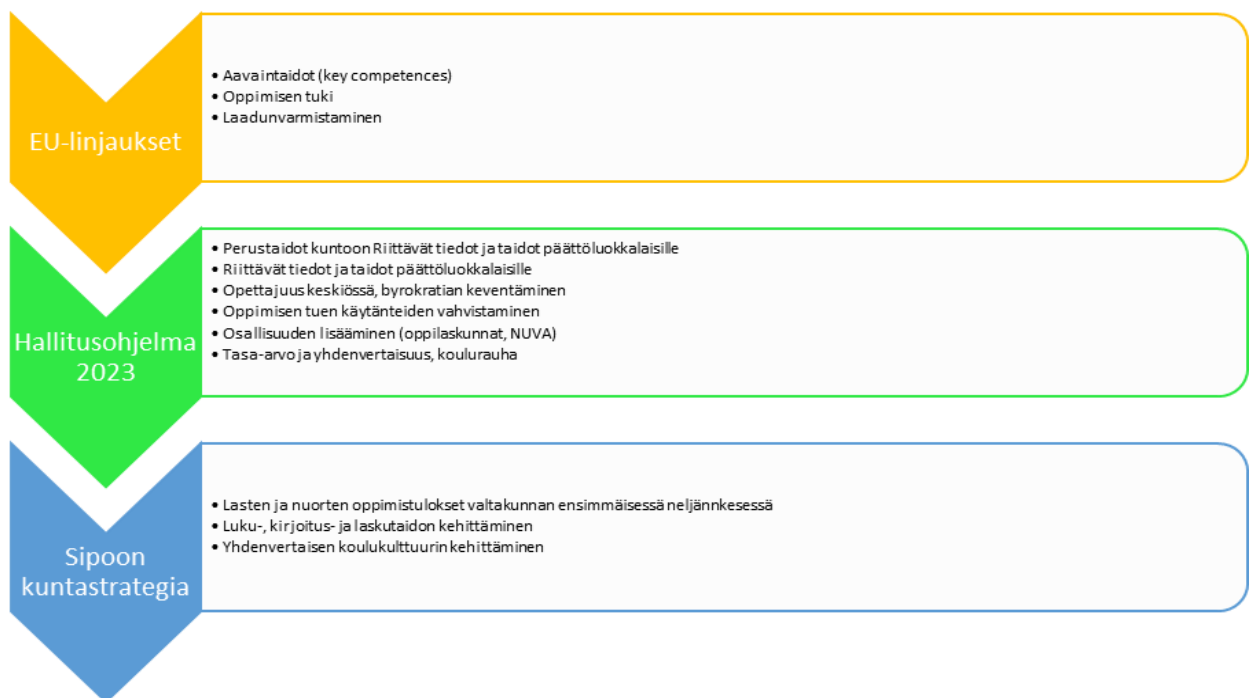 EU-linjaukset
• Aavaintaidot (key competences)
• Oppimisen tuki
• Laadunvarmistaminen
Hallitusohjelma
2023
• Perustaidot kuntoon Riittävät tiedot ja taidot päättöluokkalaisille
• Riittävät tiedot ja taidot päättöluokkalaisille
• Opettajuus keskiössä, byrokratian keventäminen
• Oppimisen tuen käytänteiden vahvistaminen
• Osallisuuden lisääminen (oppilaskunnat, NUVA)
• Tasa-arvo ja yhdenvertaisuus, koulurauha
Sipoon
kuntastrategia
• Lasten ja nuorten oppimistulokset valtakunnan ensimmäisessä neljännkesessä
• Luku-, kirjoitus- ja laskutaidon kehittäminen
• Yhdenvertaisen koulukulttuurin kehittäminen